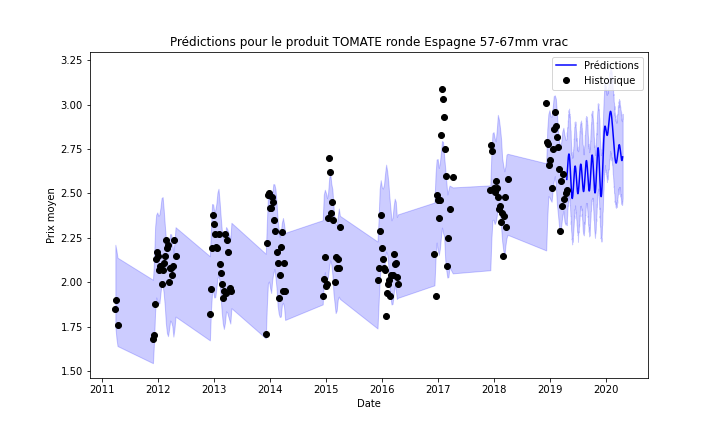 Prédictions pour le produit TOMATE ronde Espagne 57-67mm vrac
Prédictions
Historique
3.25
3.00
2.75
2.50
2.25
2.00
1.75
1.50
Prix moyen
2011 2012 2013 2014 2015 2016 2017 2018 2019 2020
Date